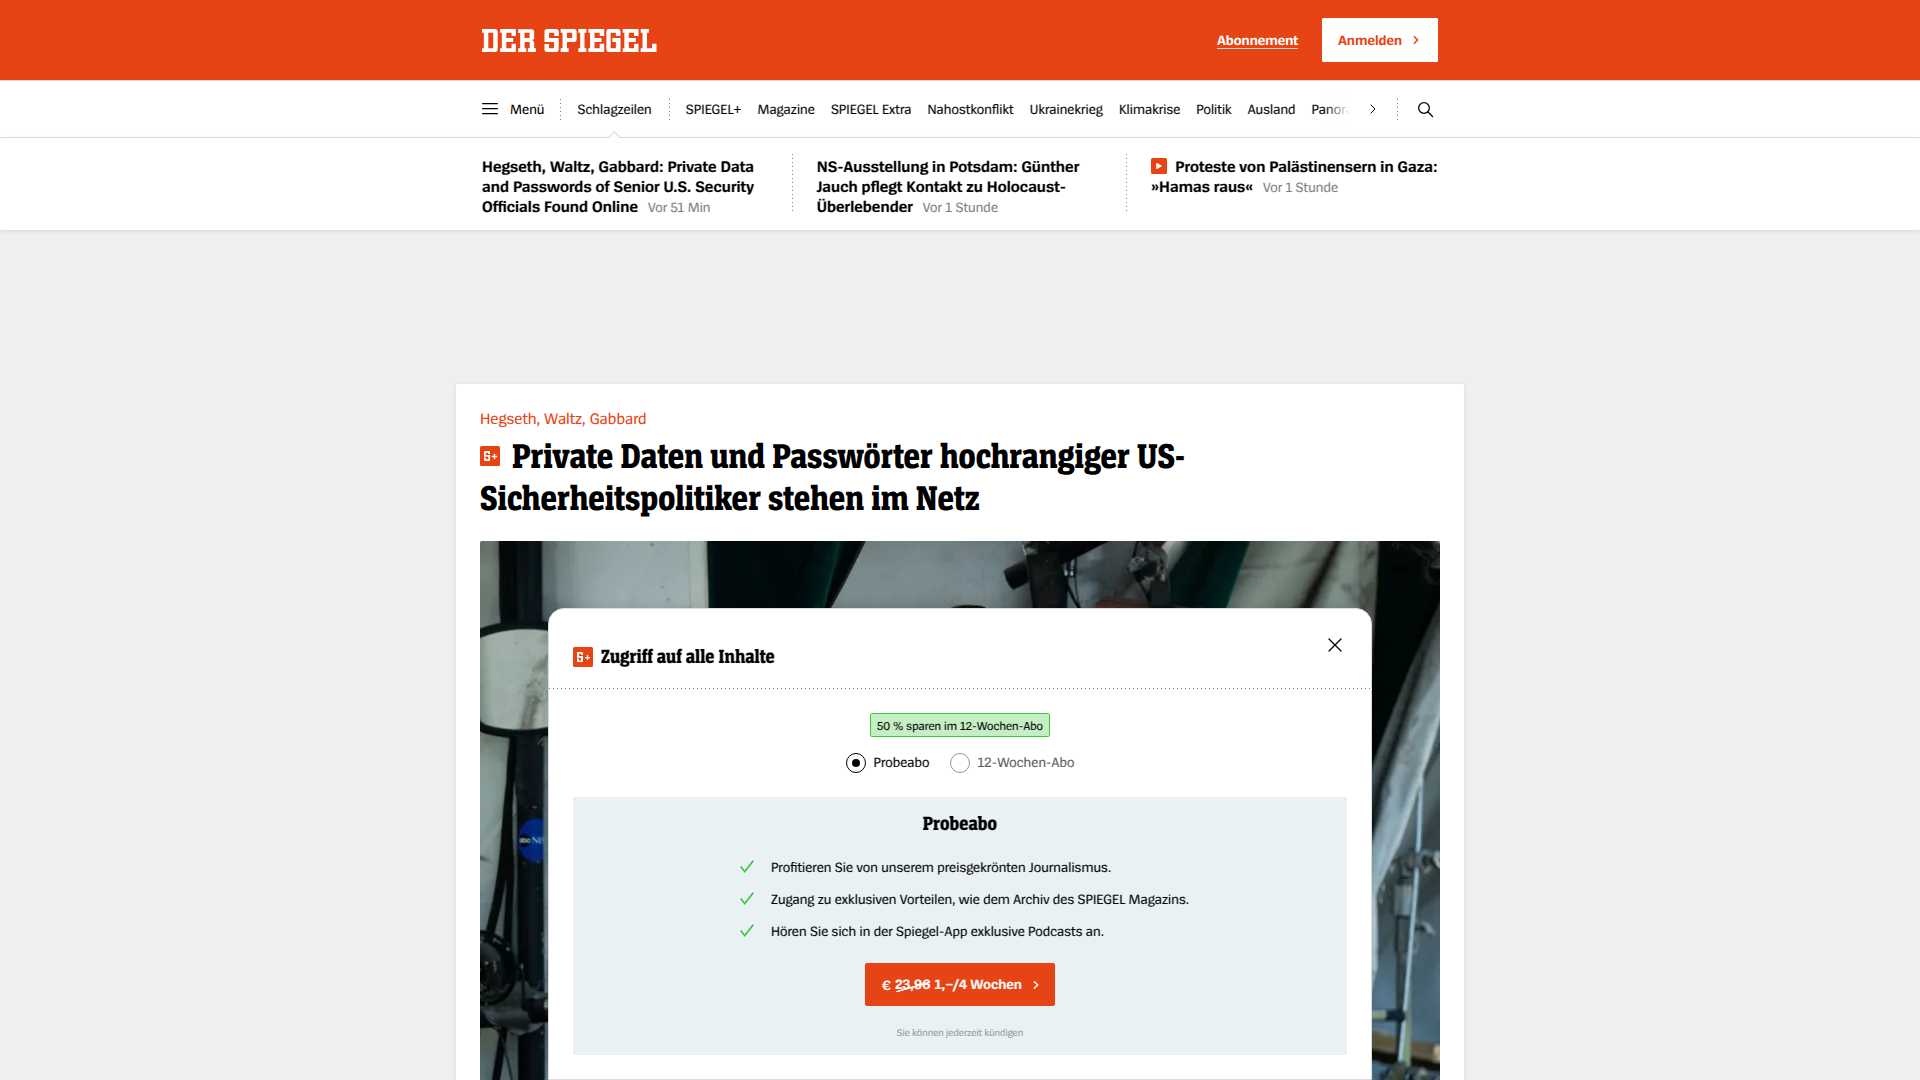 DER SPIEGEL
Abonnement
Anmelden
Menü
Schlagzeilen
SPIEGEL+
Magazine
SPIEGEL Extra
Nahostkonflikt
Ukrainekrieg
Klimakrise
Politik
Ausland
Hegseth, Waltz, Gabbard: Private Data
and Passwords of Senior U.S. Security
Officials Found Online Vor 51 Min
NS-Ausstellung in Potsdam: Günther
Jauch pflegt Kontakt zu Holocaust-
Überlebender Vor 1 Stunde
Proteste von Palästinensern in Gaza:
»Hamas raus« Vor 1 Stunde
Hegseth, Waltz, Gabbard
Private Daten und Passwörter hochrangiger US-
Sicherheitspolitiker stehen im Netz
Zugriff auf alle Inhalte
50 % sparen im 12-Wochen-Abo
Probeabo
12-Wochen-Abo
Probeabo
Profitieren Sie von unserem preisgekrönten Journalismus.
Zugang zu exklusiven Vorteilen, wie dem Archiv des SPIEGEL Magazins.
Hören Sie sich in der Spiegel-App exklusive Podcasts an.
€ 23,96 1,–/4 Wochen
Sie können jederzeit kündigen